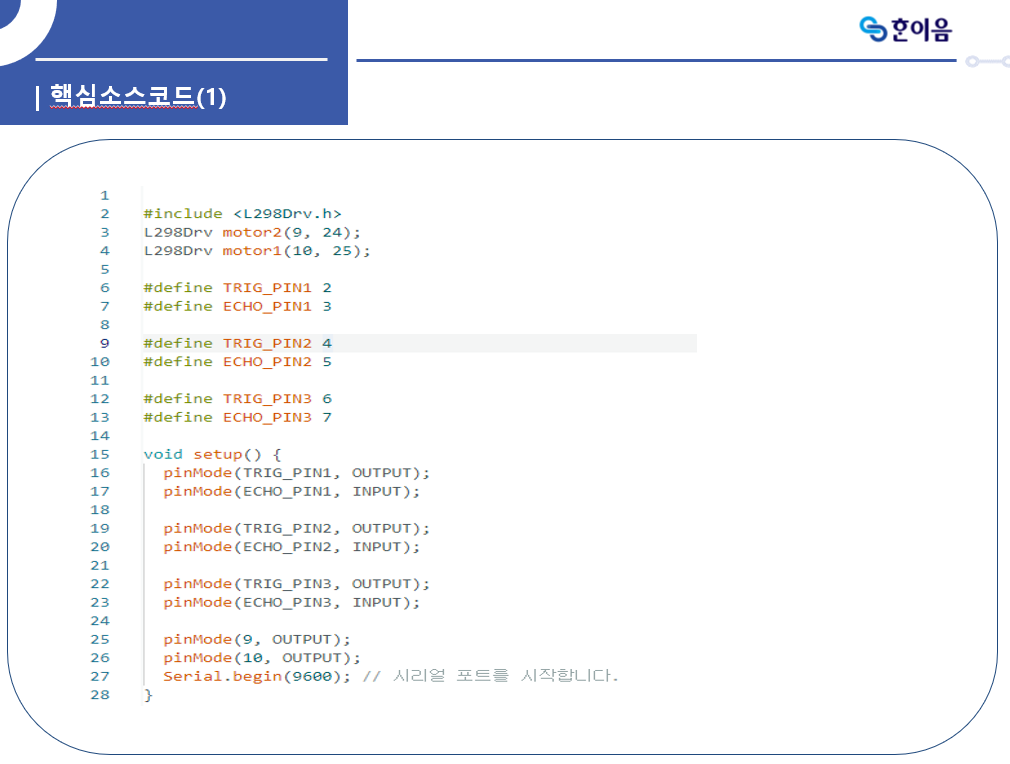 한이음
| 핵심소스코드(1)
1
2 #include <L298Drv.h>
3 L298Drv motor2(9, 24);
4 L298Drv motor1(10, 25);
5
6 #define TRIG_PIN1 2
7 #define ECHO_PIN1 3
8
9 #define TRIG_PIN2 4
10 #define ECHO_PIN2 5
11
12 #define TRIG_PIN3 6
13 #define ECHO_PIN3 7
14
15 void setup() {
16 pinMode(TRIG_PIN1, OUTPUT);
17 pinMode(ECHO_PIN1, INPUT);
18
19 pinMode(TRIG_PIN2, OUTPUT);
20 pinMode(ECHO_PIN2, INPUT);
21
22 pinMode(TRIG_PIN3, OUTPUT);
23 pinMode(ECHO_PIN3, INPUT);
24
25 pinMode(9, OUTPUT);
26 pinMode(10, OUTPUT);
27 Serial.begin(9600); // 시리얼 포트를 시작합니다.
28 }